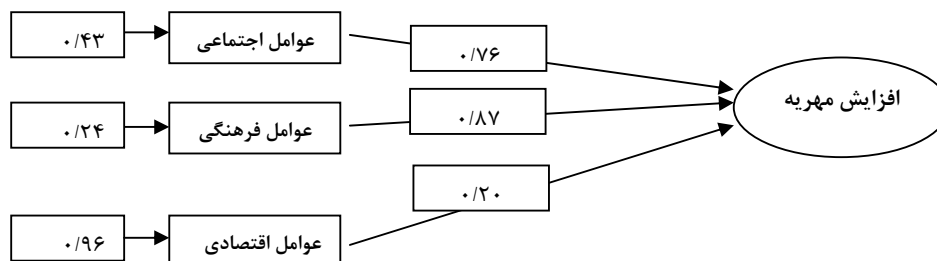 ۰/۴۳
عوامل اجتماعی
۰/۷۶
افزایش مهریه
۰/۲۴
عوامل فرهنگی
۰/۸۷
۰/۲۰
۰/۹۶
عوامل اقتصادی